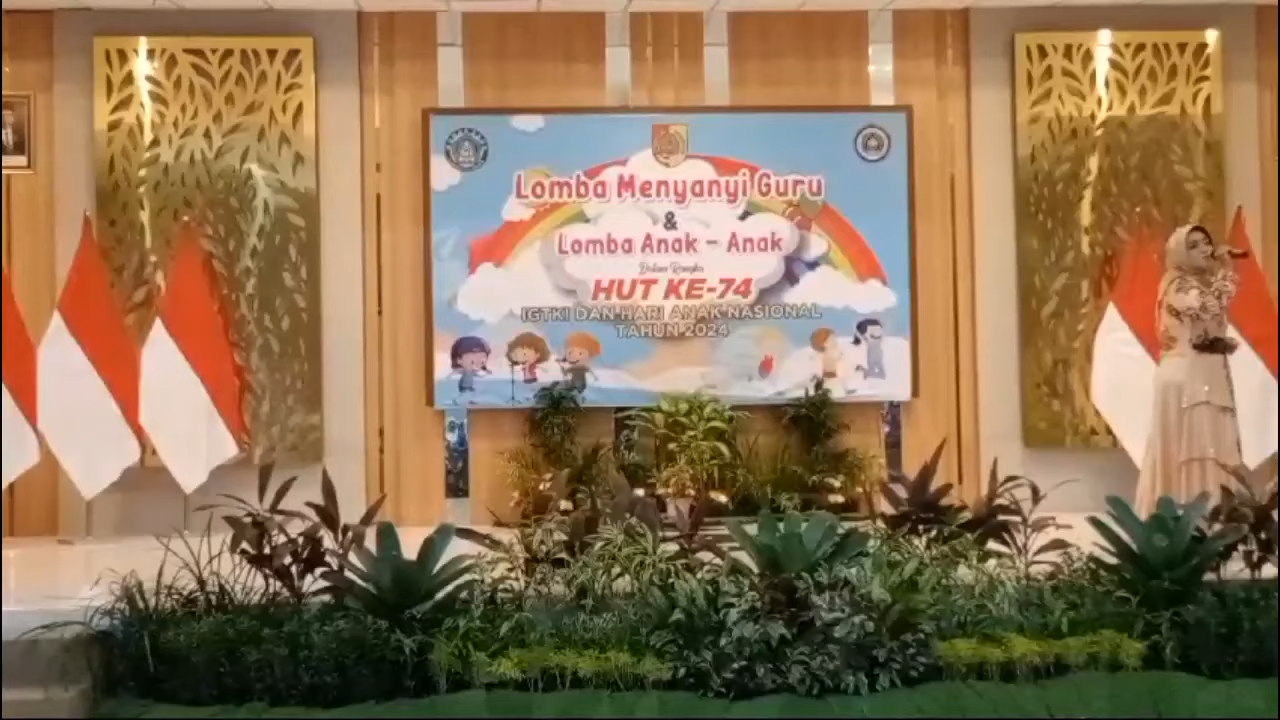 Lomba Menyanyi Guru
&
Lomba Anak - Anak
Dalam Rangka
HUT KE-74
IGTKI DAN HARI ANAK NASIONAL
TAHUN 2024